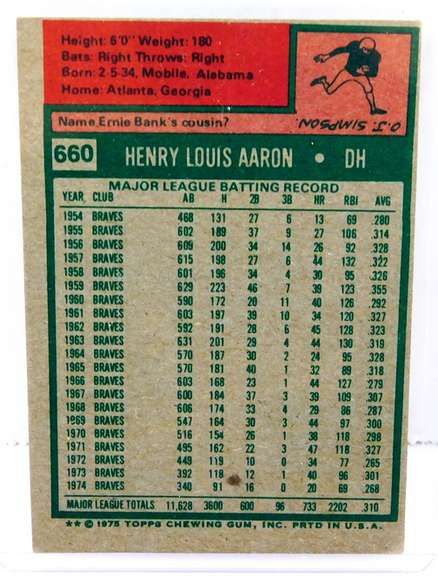 Height: 6'0" Weight: 180
Bats: Right Throws: Right
Born: 2-5-34, Mobile, Alabama
Home: Atlanta, Georgia
Name Ernie Bank's cousin?
O. J. SIMPSON.
660 HENRY LOUIS AARON • DH
MAJOR LEAGUE BATTING RECORD
YEAR CLUB AB H 2B 3B HR RBI AVG
1954 BRAVES 468 131 27 6 13 69 .280
1955 BRAVES 602 189 37 9 27 106 .314
1956 BRAVES 609 200 34 14 26 92 .328
1957 BRAVES 615 198 27 6 44 132 .322
1958 BRAVES 601 196 34 4 30 95 .326
1959 BRAVES 629 223 46 7 39 123 .355
1960 BRAVES 590 172 20 11 40 126 .292
1961 BRAVES 603 197 39 10 34 120 .327
1962 BRAVES 592 191 28 6 45 128 .323
1963 BRAVES 631 201 29 4 44 130 .319
1964 BRAVES 570 187 30 2 24 95 .328
1965 BRAVES 570 181 40 1 32 89 .318
1966 BRAVES 603 168 23 1 44 127 .279
1967 BRAVES 600 184 37 3 39 109 .307
1968 BRAVES 606 174 33 4 29 86 .287
1969 BRAVES 547 164 30 3 44 97 .300
1970 BRAVES 516 154 26 1 38 118 .298
1971 BRAVES 495 162 22 3 47 118 .327
1972 BRAVES 449 119 10 0 34 77 .265
1973 BRAVES 392 118 12 1 40 96 .301
1974 BRAVES 340 91 16 0 20 69 .268
MAJOR LEAGUE TOTALS 11,628 3600 600 96 733 2202 .310
** © 1975 TOPPS CHEWING GUM, INC. PRTD IN U.S.A.